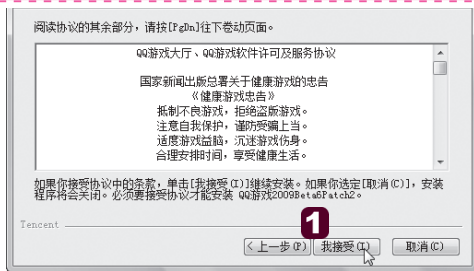 阅读协议的其余部分，请按[PgDn]往下卷动页面。
QQ游戏大厅、QQ游戏软件许可及服务协议
国家新闻出版总署关于健康游戏的忠告
《健康游戏忠告》
抵制不良游戏，拒绝盗版游戏。
注意自我保护，谨防受骗上当。
适度游戏益脑，沉迷游戏伤身。
合理安排时间，享受健康生活。
如果你接受协议中的条款，单击[我接受(I)]继续安装。如果你选定[取消(C)]，安装
程序将会关闭。必须要接受协议才能安装 QQ游戏2009Beta6Patch2。
Tencent
1
<上一步(P) 我接受(I) 取消(C)